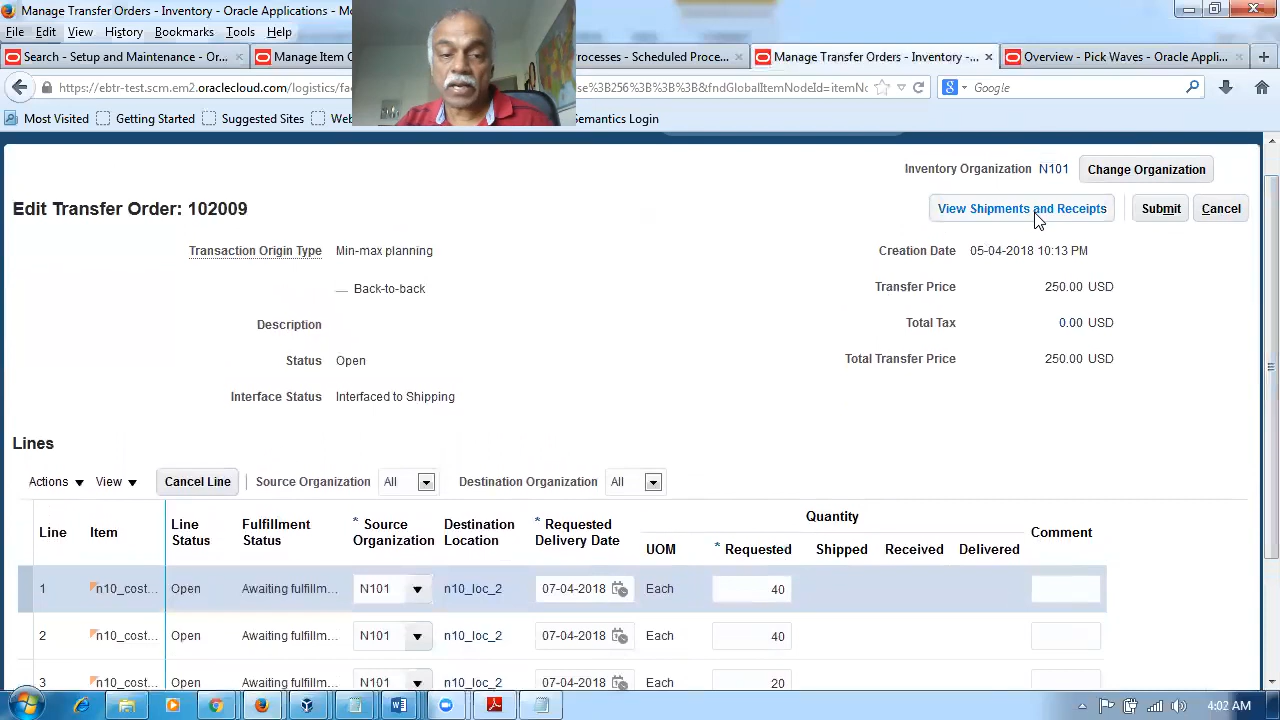 Manage Transfer Orders - Inventory - Oracle Applications - Mo
File Edit View History Bookmarks Tools Help
Search - Setup and Maintenance - Or... ×
Manage Item C
Processes - Scheduled Proce... ×
Manage Transfer Orders - Inventory -... ×
Overview - Pick Waves - Oracle Appli... ×
https://ebtr-test.scm.em2.oraclecloud.com/logistics/fac
se%3B256%3B%3B%3B8&fndGlobalItemNodeId=itemNo
Google
Most Visited Getting Started Suggested Sites Web
Semantics Login
Inventory Organization N101 Change Organization
Edit Transfer Order: 102009
View Shipments and Receipts Submit Cancel
Transaction Origin Type Min-max planning
Creation Date 05-04-2018 10:13 PM
Back-to-back
Transfer Price 250.00 USD
Description
Total Tax 0.00 USD
Status Open
Total Transfer Price 250.00 USD
Interface Status Interfaced to Shipping
Lines
Actions View Cancel Line Source Organization All Destination Organization All
Line Item Line Status Fulfillment Status * Source Organization Destination Location * Requested Delivery Date Quantity UOM * Requested Shipped Received Delivered Comment
1 n10_cost... Open Awaiting fulfillm... N101 n10_loc_2 07-04-2018 Each 40
2 n10_cost... Open Awaiting fulfillm... N101 n10_loc_2 07-04-2018 Each 40
3 n10_cost... Open Awaiting fulfillm... N101 n10_loc_2 07-04-2018 Each 20
4:02 AM